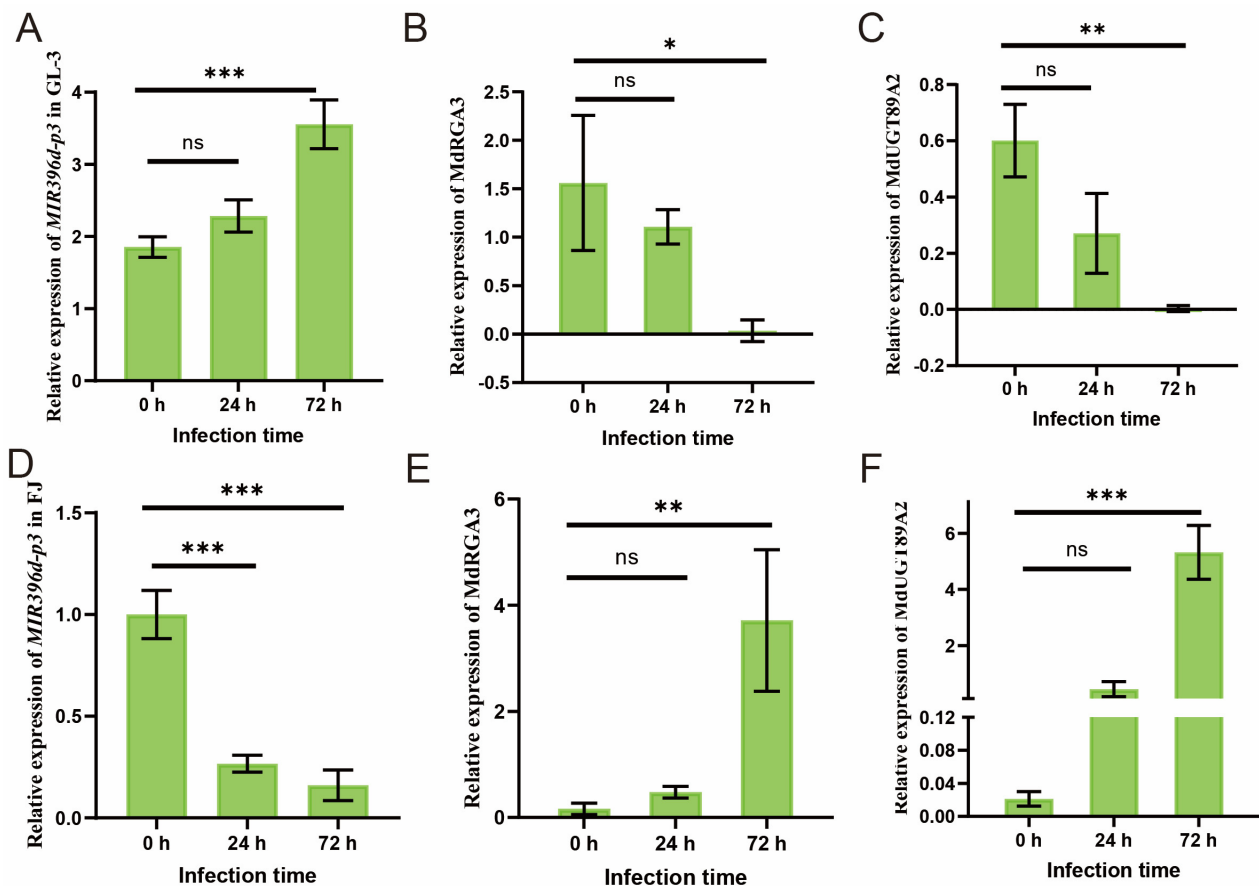 A
Relative expression of MIR396d-p3 in GL-3
***
ns
4
3
2
1
0
0 h 24 h 72 h
Infection time
B
Relative expression of MdRGA3
*
ns
2.5
2.0
1.5
1.0
0.5
0.0
-0.5
0 h 24 h 72 h
Infection time
C
Relative expression of MdUGT89A2
**
ns
0.8
0.6
0.4
0.2
0.0
-0.2
0 h 24 h 72 h
Infection time
D
Relative expression of MIR396d-p3 in FJ
***
***
1.5
1.0
0.5
0.0
0 h 24 h 72 h
Infection time
E
Relative expression of MdRGA3
**
ns
6
4
2
0
0 h 24 h 72 h
Infection time
F
Relative expression of MdUGT89A2
***
ns
6
4
2
0.12
0.08
0.04
0.00
0 h 24 h 72 h
Infection time